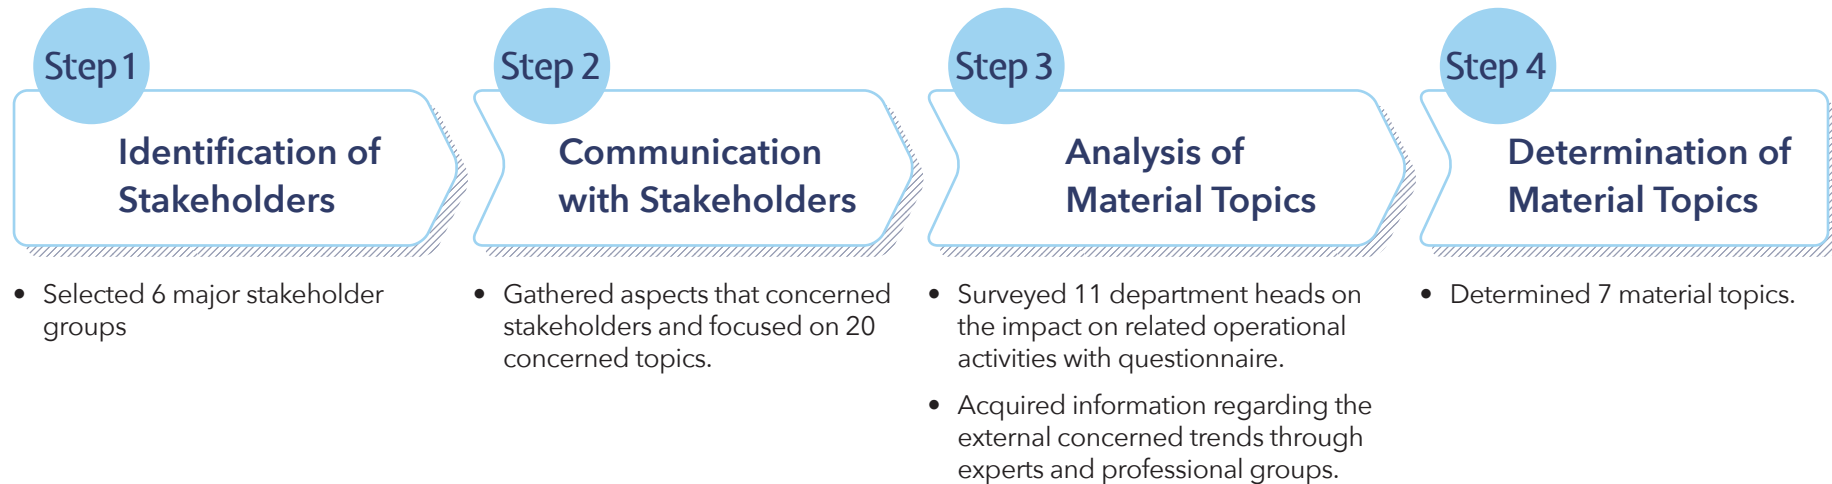 Step 1
Identification of
Stakeholders
• Selected 6 major stakeholder
groups
Step 2
Communication
with Stakeholders
• Gathered aspects that concerned
stakeholders and focused on 20
concerned topics.
Step 3
Analysis of
Material Topics
• Surveyed 11 department heads on
the impact on related operational
activities with questionnaire.
• Acquired information regarding the
external concerned trends through
experts and professional groups.
Step 4
Determination of
Material Topics
• Determined 7 material topics.